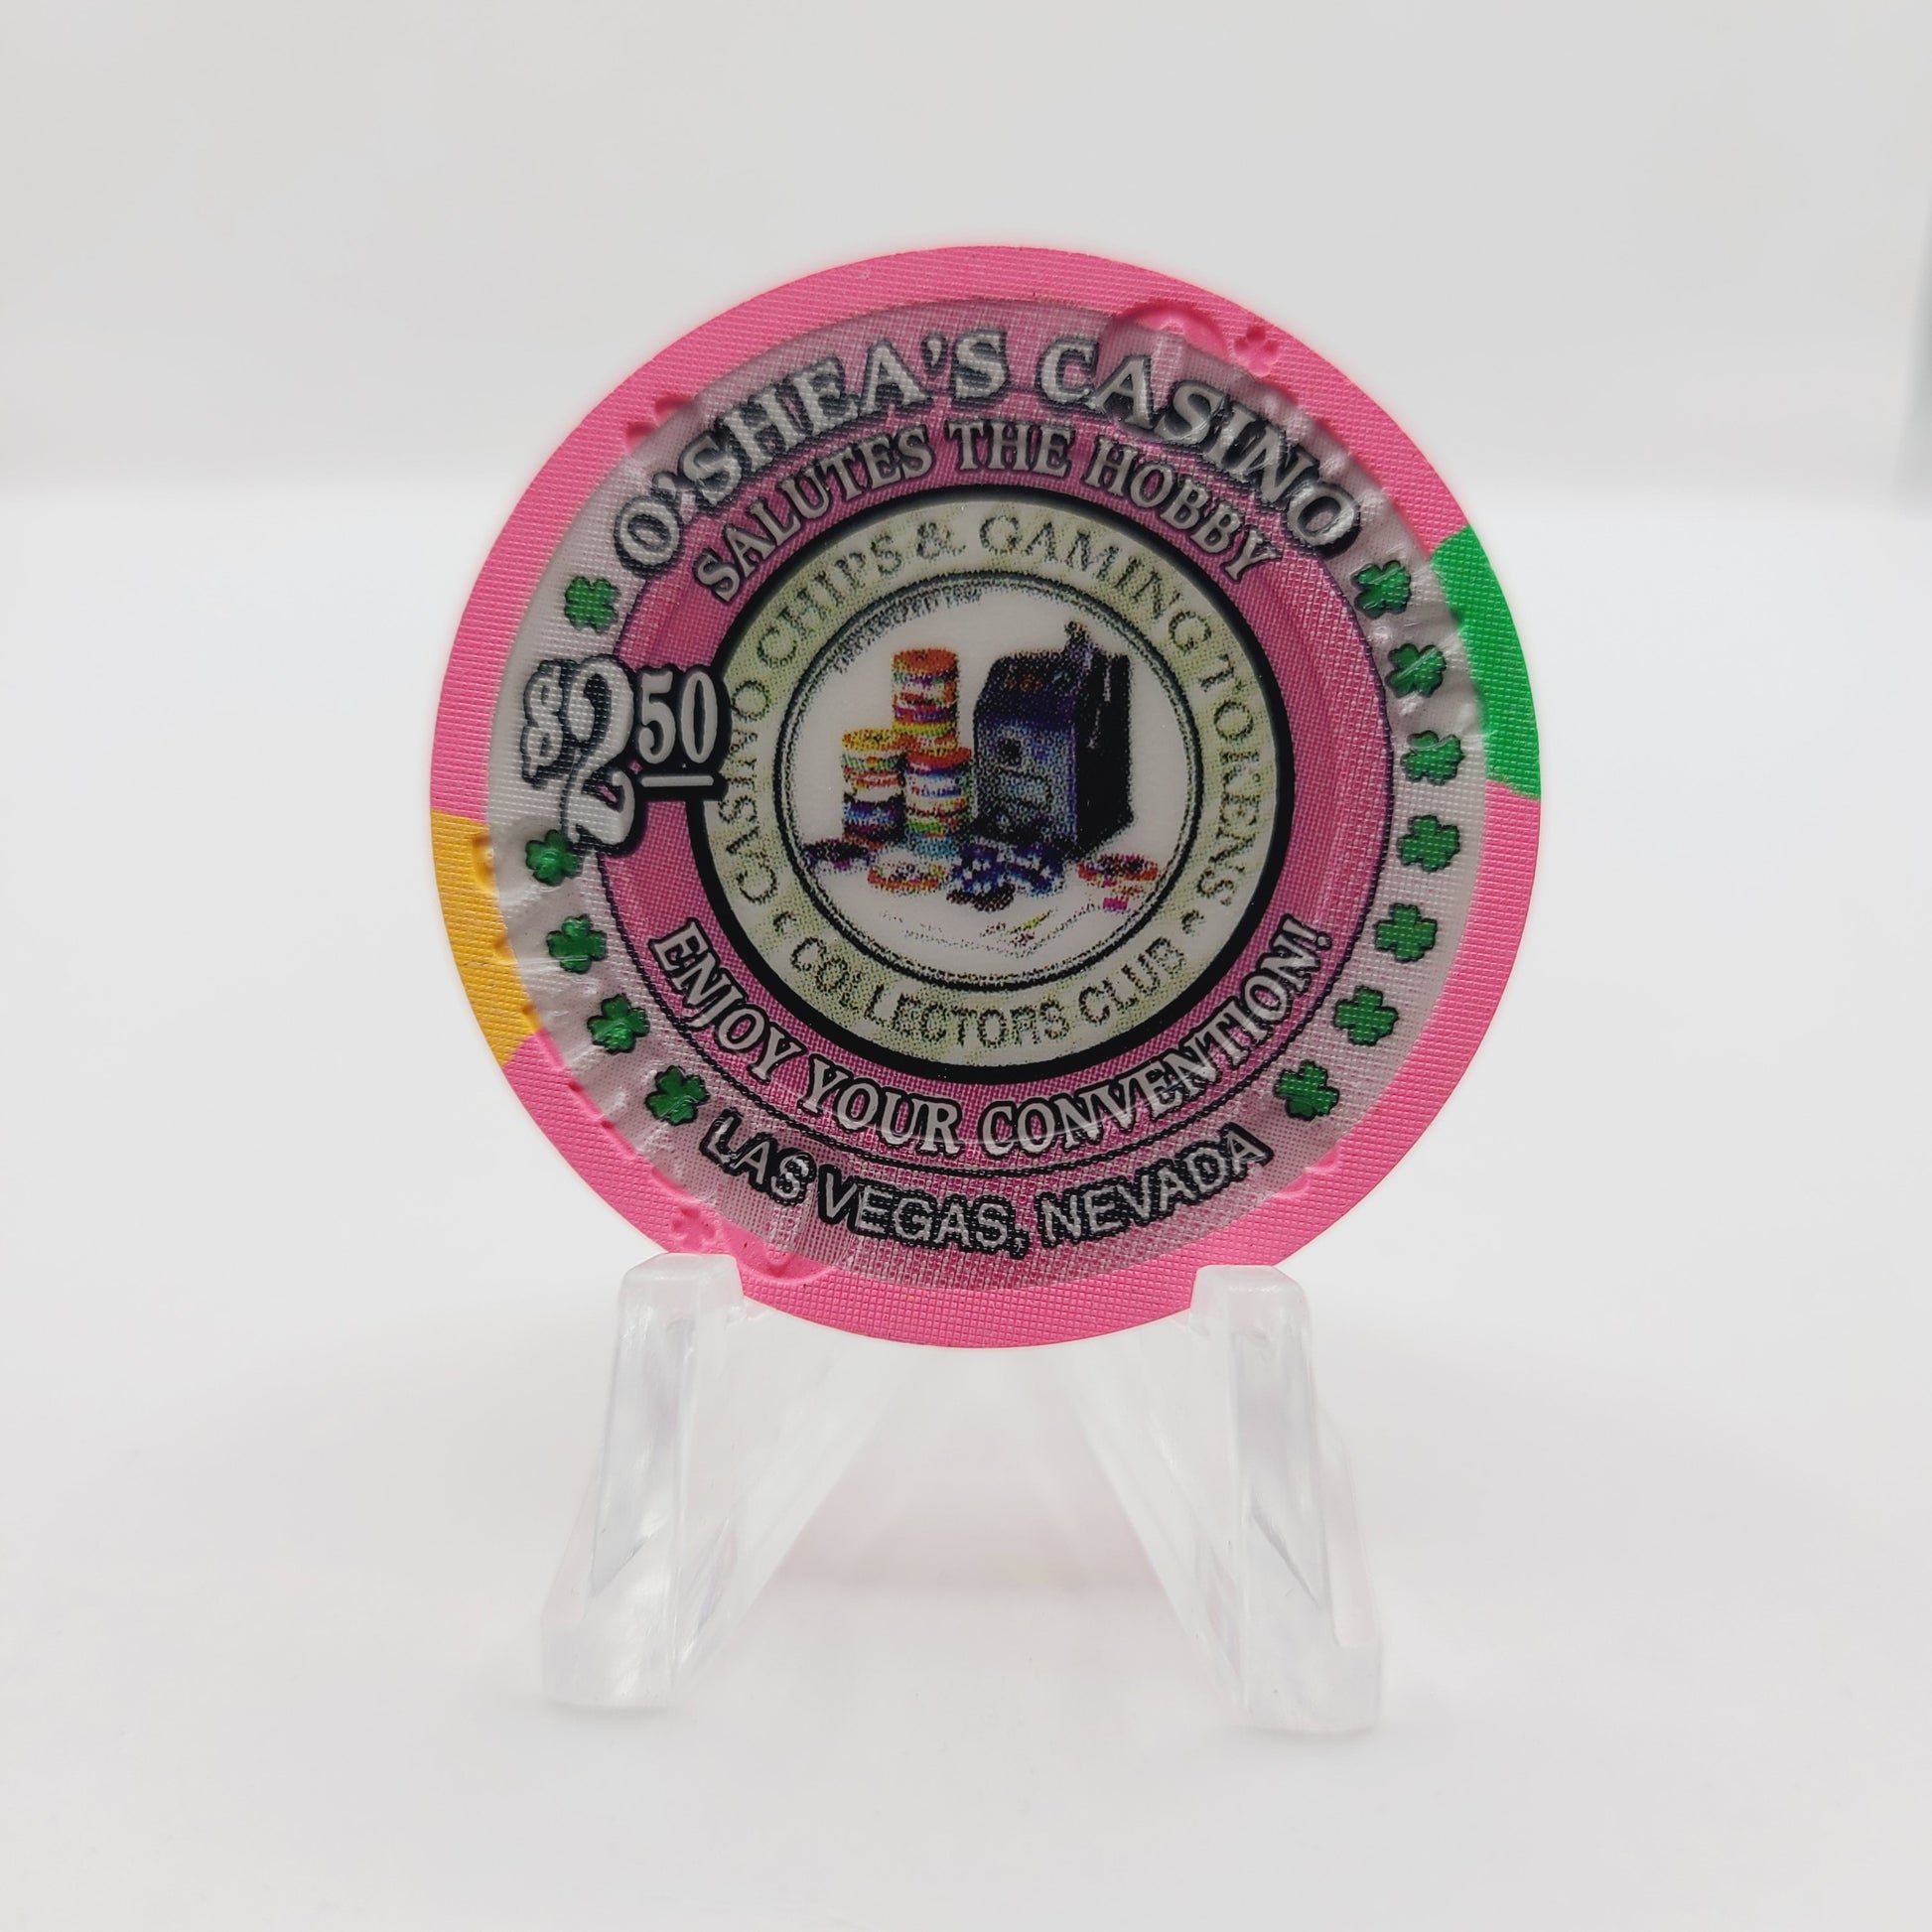 O'SHEA'S CASINO
SALUTES THE HOBBY
CASINO CHIPS & GAMING TOKENS
$2.50
• COLLECTORS CLUB •
ENJOY YOUR CONVENTION!
LAS VEGAS, NEVADA